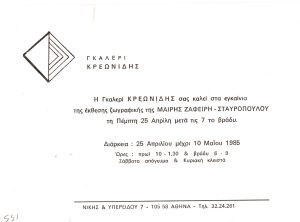 ΓΚΑΛΕΡΙ
ΚΡΕΩΝΙΔΗΣ
Η Γκαλερί ΚΡΕΩΝΙΔΗΣ σας καλεί στα εγκαίνια
της έκθεσης ζωγραφικής της ΜΑΙΡΗΣ ΖΑΦΕΙΡΗ - ΣΤΑΥΡΟΠΟΥΛΟΥ
τη Πέμπτη 25 Απρίλη μετά τις 7 το βράδυ.
Διάρκεια : 25 Απριλίου μέχρι 10 Μαΐου 1985
Ώρες : πρωί 10 - 1,30 & βράδυ 6 - 9
Σάββατο απόγευμα & Κυριακή κλειστά
ΝΙΚΗΣ & ΥΠΕΡΕΙΔΟΥ 7 - 105 58 ΑΘΗΝΑ - Τηλ. 32.24.261